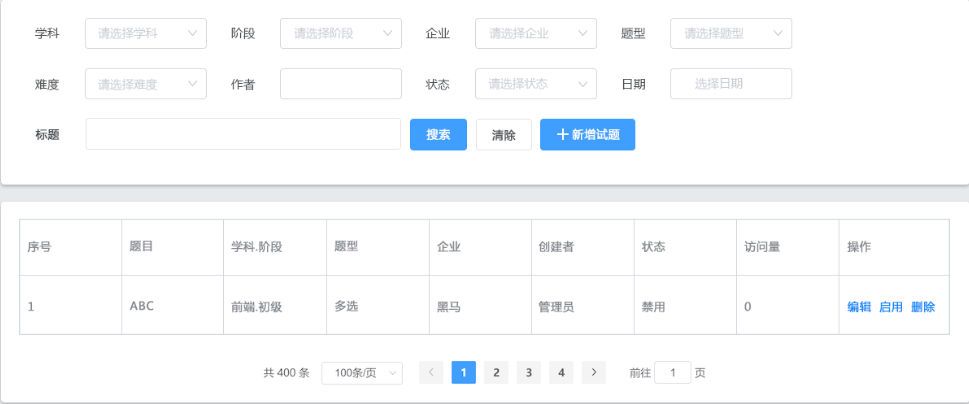 学科 请选择学科 阶段 请选择阶段 企业 请选择企业 题型 请选择题型
难度 请选择难度 作者 状态 请选择状态 日期 选择日期
标题 搜索 清除 +新增试题
序号 题目 学科.阶段 题型 企业 创建者 状态 访问量 操作
1 ABC 前端.初级 多选 黑马 管理员 禁用 0 编辑 启用 删除
共 400 条 100条/页 < 1 2 3 4 > 前往 1 页